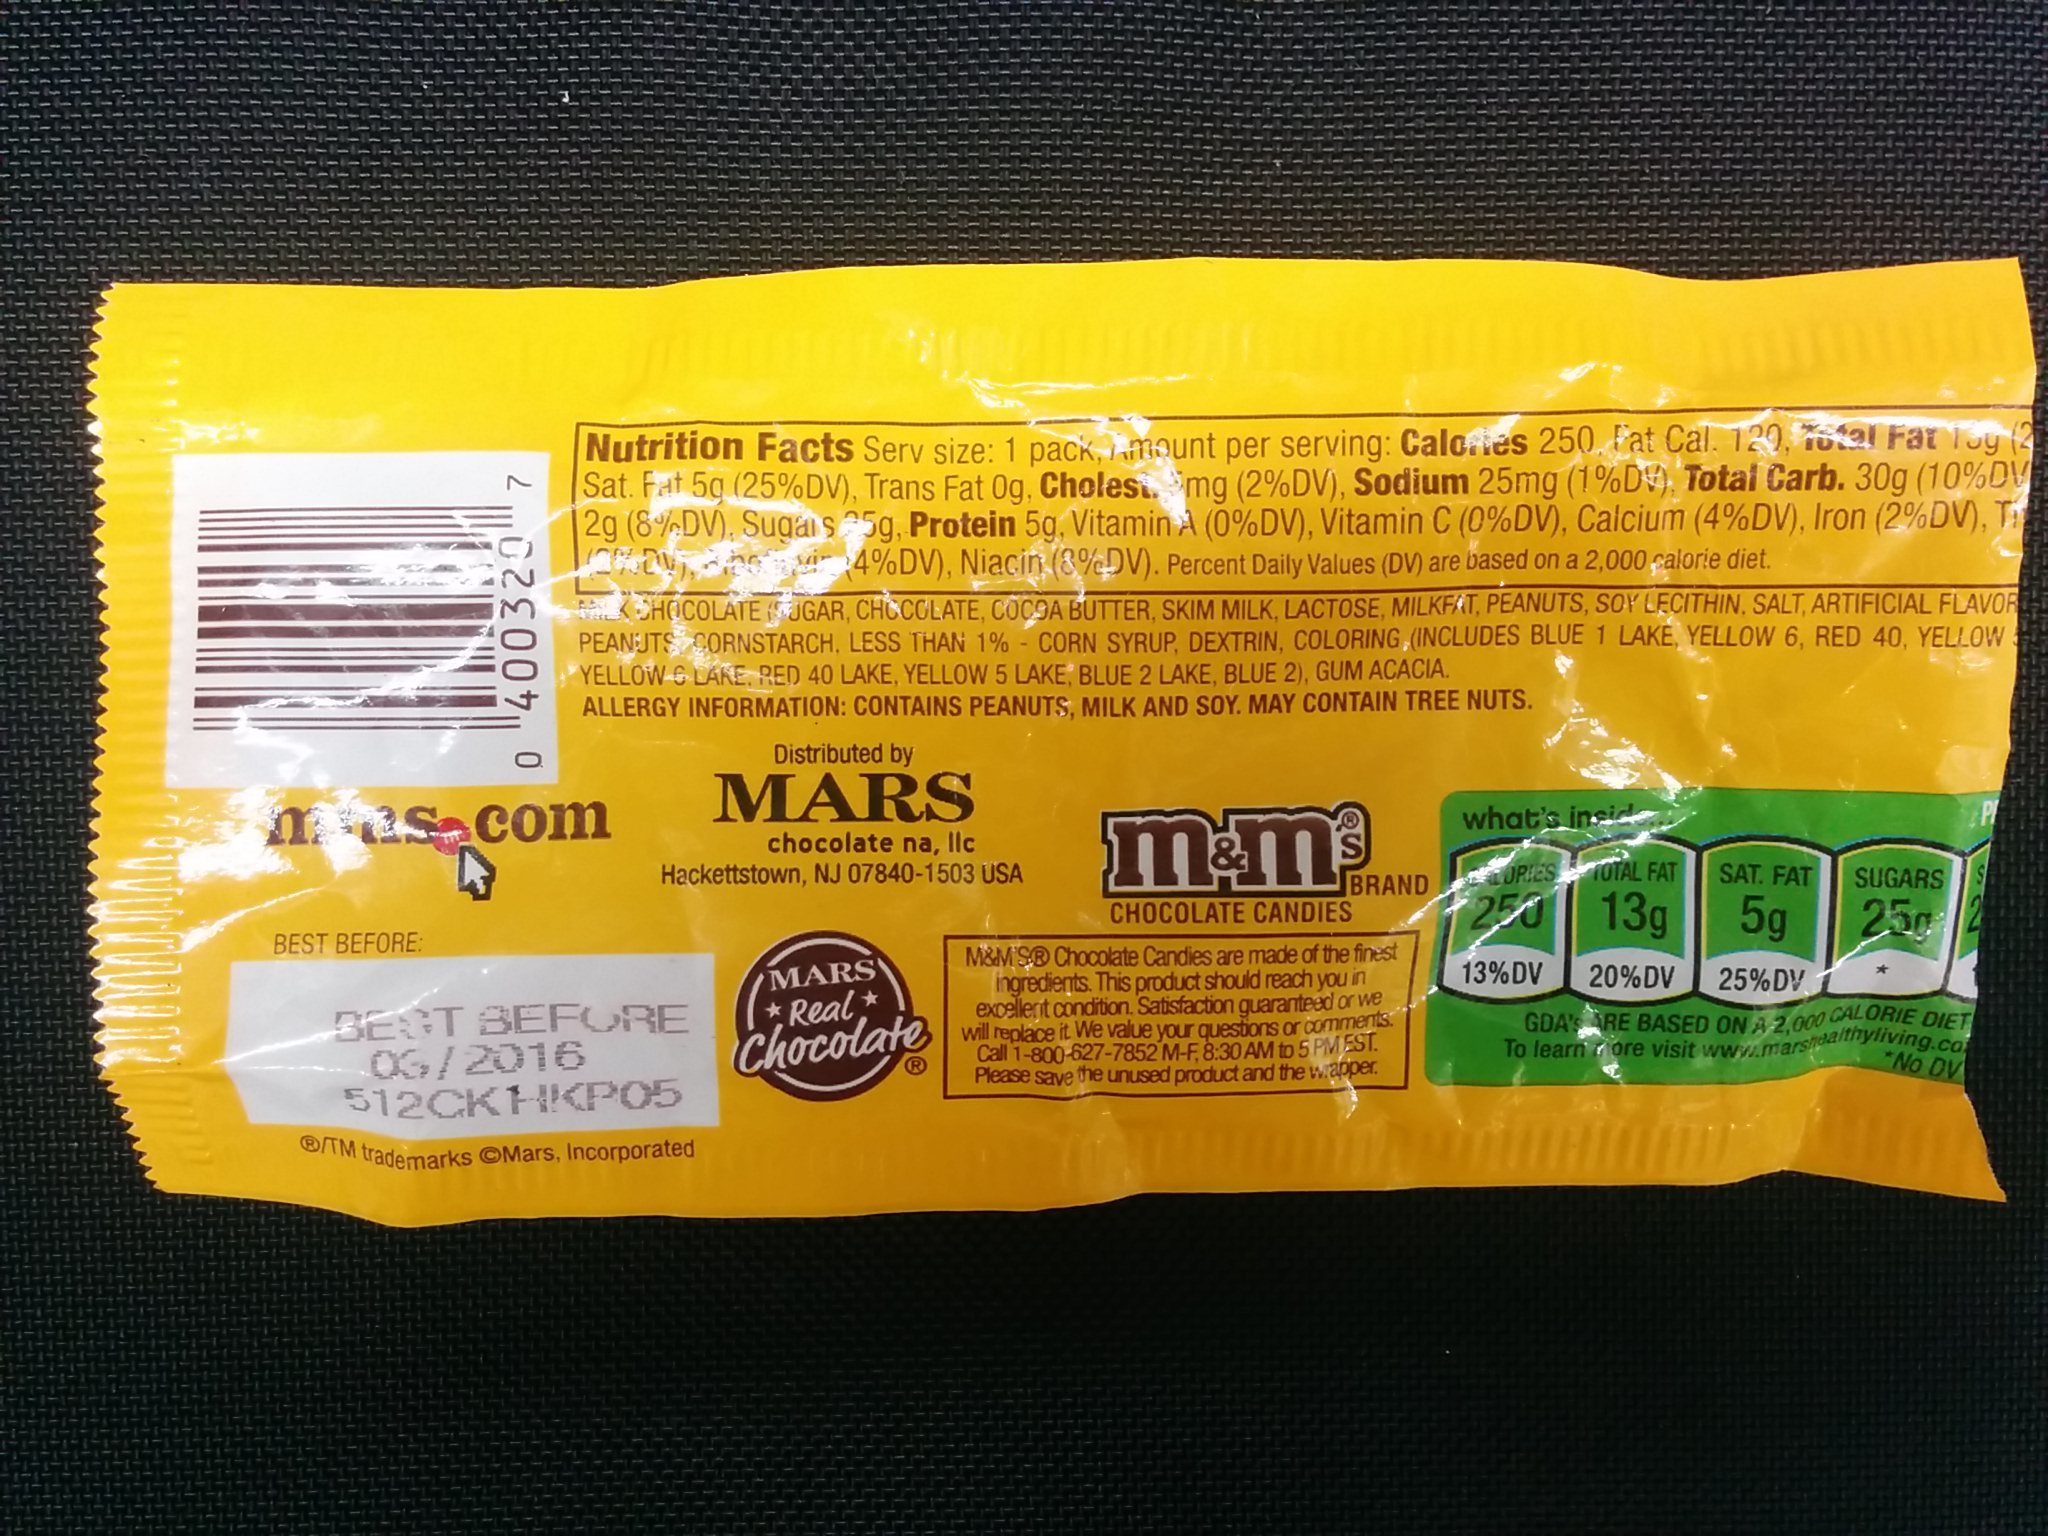 Nutrition Facts Serv size: 1 pack, Amount per serving: Calories 250, Fat Cal. 120, Total Fat 13g (2
Sat. Fat 5g (25%DV), Trans Fat 0g, Cholest. 5mg (2%DV), Sodium 25mg (1%DV), Total Carb. 30g (10%DV
2g (8%DV), Sugars 25g, Protein 5g, Vitamin A (0%DV), Vitamin C (0%DV), Calcium (4%DV), Iron (2%DV),
(4%DV), Niacin (8%DV). Percent Daily Values (DV) are based on a 2,000 calorie diet.
MILK CHOCOLATE (SUGAR, CHOCOLATE, COCOA BUTTER, SKIM MILK, LACTOSE, MILKFAT, PEANUTS, SOY LECITHIN, SALT, ARTIFICIAL FLAVOR
PEANUTS, CORNSTARCH, LESS THAN 1% - CORN SYRUP, DEXTRIN, COLORING (INCLUDES BLUE 1 LAKE, YELLOW 6, RED 40, YELLOW
YELLOW 6 LAKE, RED 40 LAKE, YELLOW 5 LAKE, BLUE 2 LAKE, BLUE 2), GUM ACACIA.
ALLERGY INFORMATION: CONTAINS PEANUTS, MILK AND SOY. MAY CONTAIN TREE NUTS.
0 400320 7
mms.com
Distributed by
MARS
chocolate na, llc
Hackettstown, NJ 07840-1503 USA
m&m's®
BRAND
CHOCOLATE CANDIES
what's inside...
CALORIES 250 13%DV
TOTAL FAT 13g 20%DV
SAT. FAT 5g 25%DV
SUGARS 25g *
GDA's ARE BASED ON A 2,000 CALORIE DIET
To learn more visit www.marshealthyliving.co
*No DV
BEST BEFORE:
BEST BEFORE
06/2016
512CK1HKP05
®/TM trademarks ©Mars, Incorporated
MARS
Real
Chocolate®
M&M'S® Chocolate Candies are made of the finest
ingredients. This product should reach you in
excellent condition. Satisfaction guaranteed or we
will replace it. We value your questions or comments.
Call 1-800-627-7852 M-F, 8:30 AM to 5 PM EST.
Please save the unused product and the wrapper.